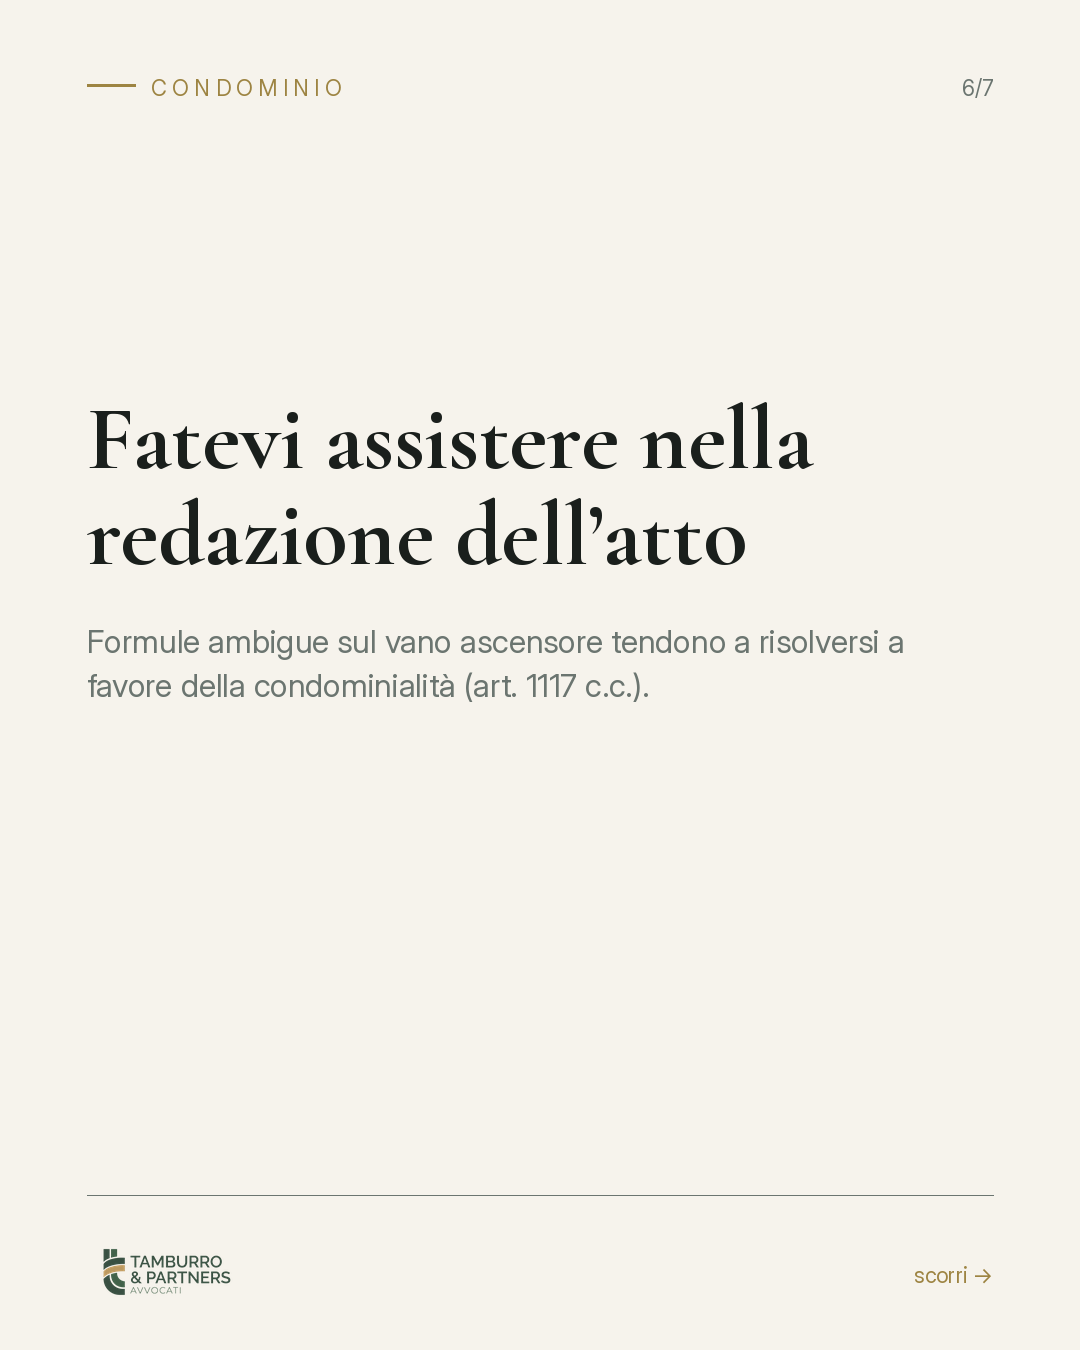 CONDOMINIO
6/7
Fatevi assistere nella
redazione dell’atto
Formule ambigue sul vano ascensore tendono a risolversi a
favore della condominialità (art. 1117 c.c.).
TAMBURRO
& PARTNERS
AVVOCATI
scorri →